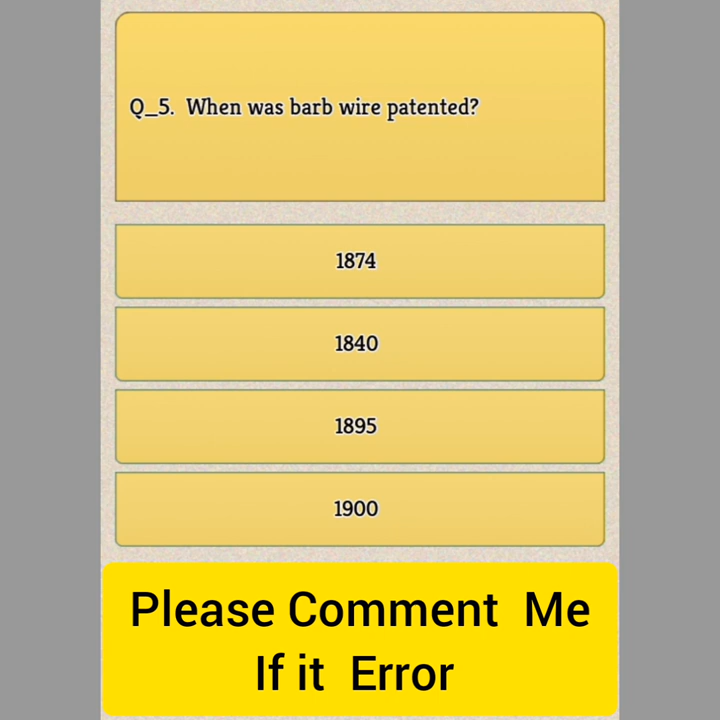 Q_5. When was barb wire patented?
1874
1840
1895
1900
Please Comment Me
If it Error